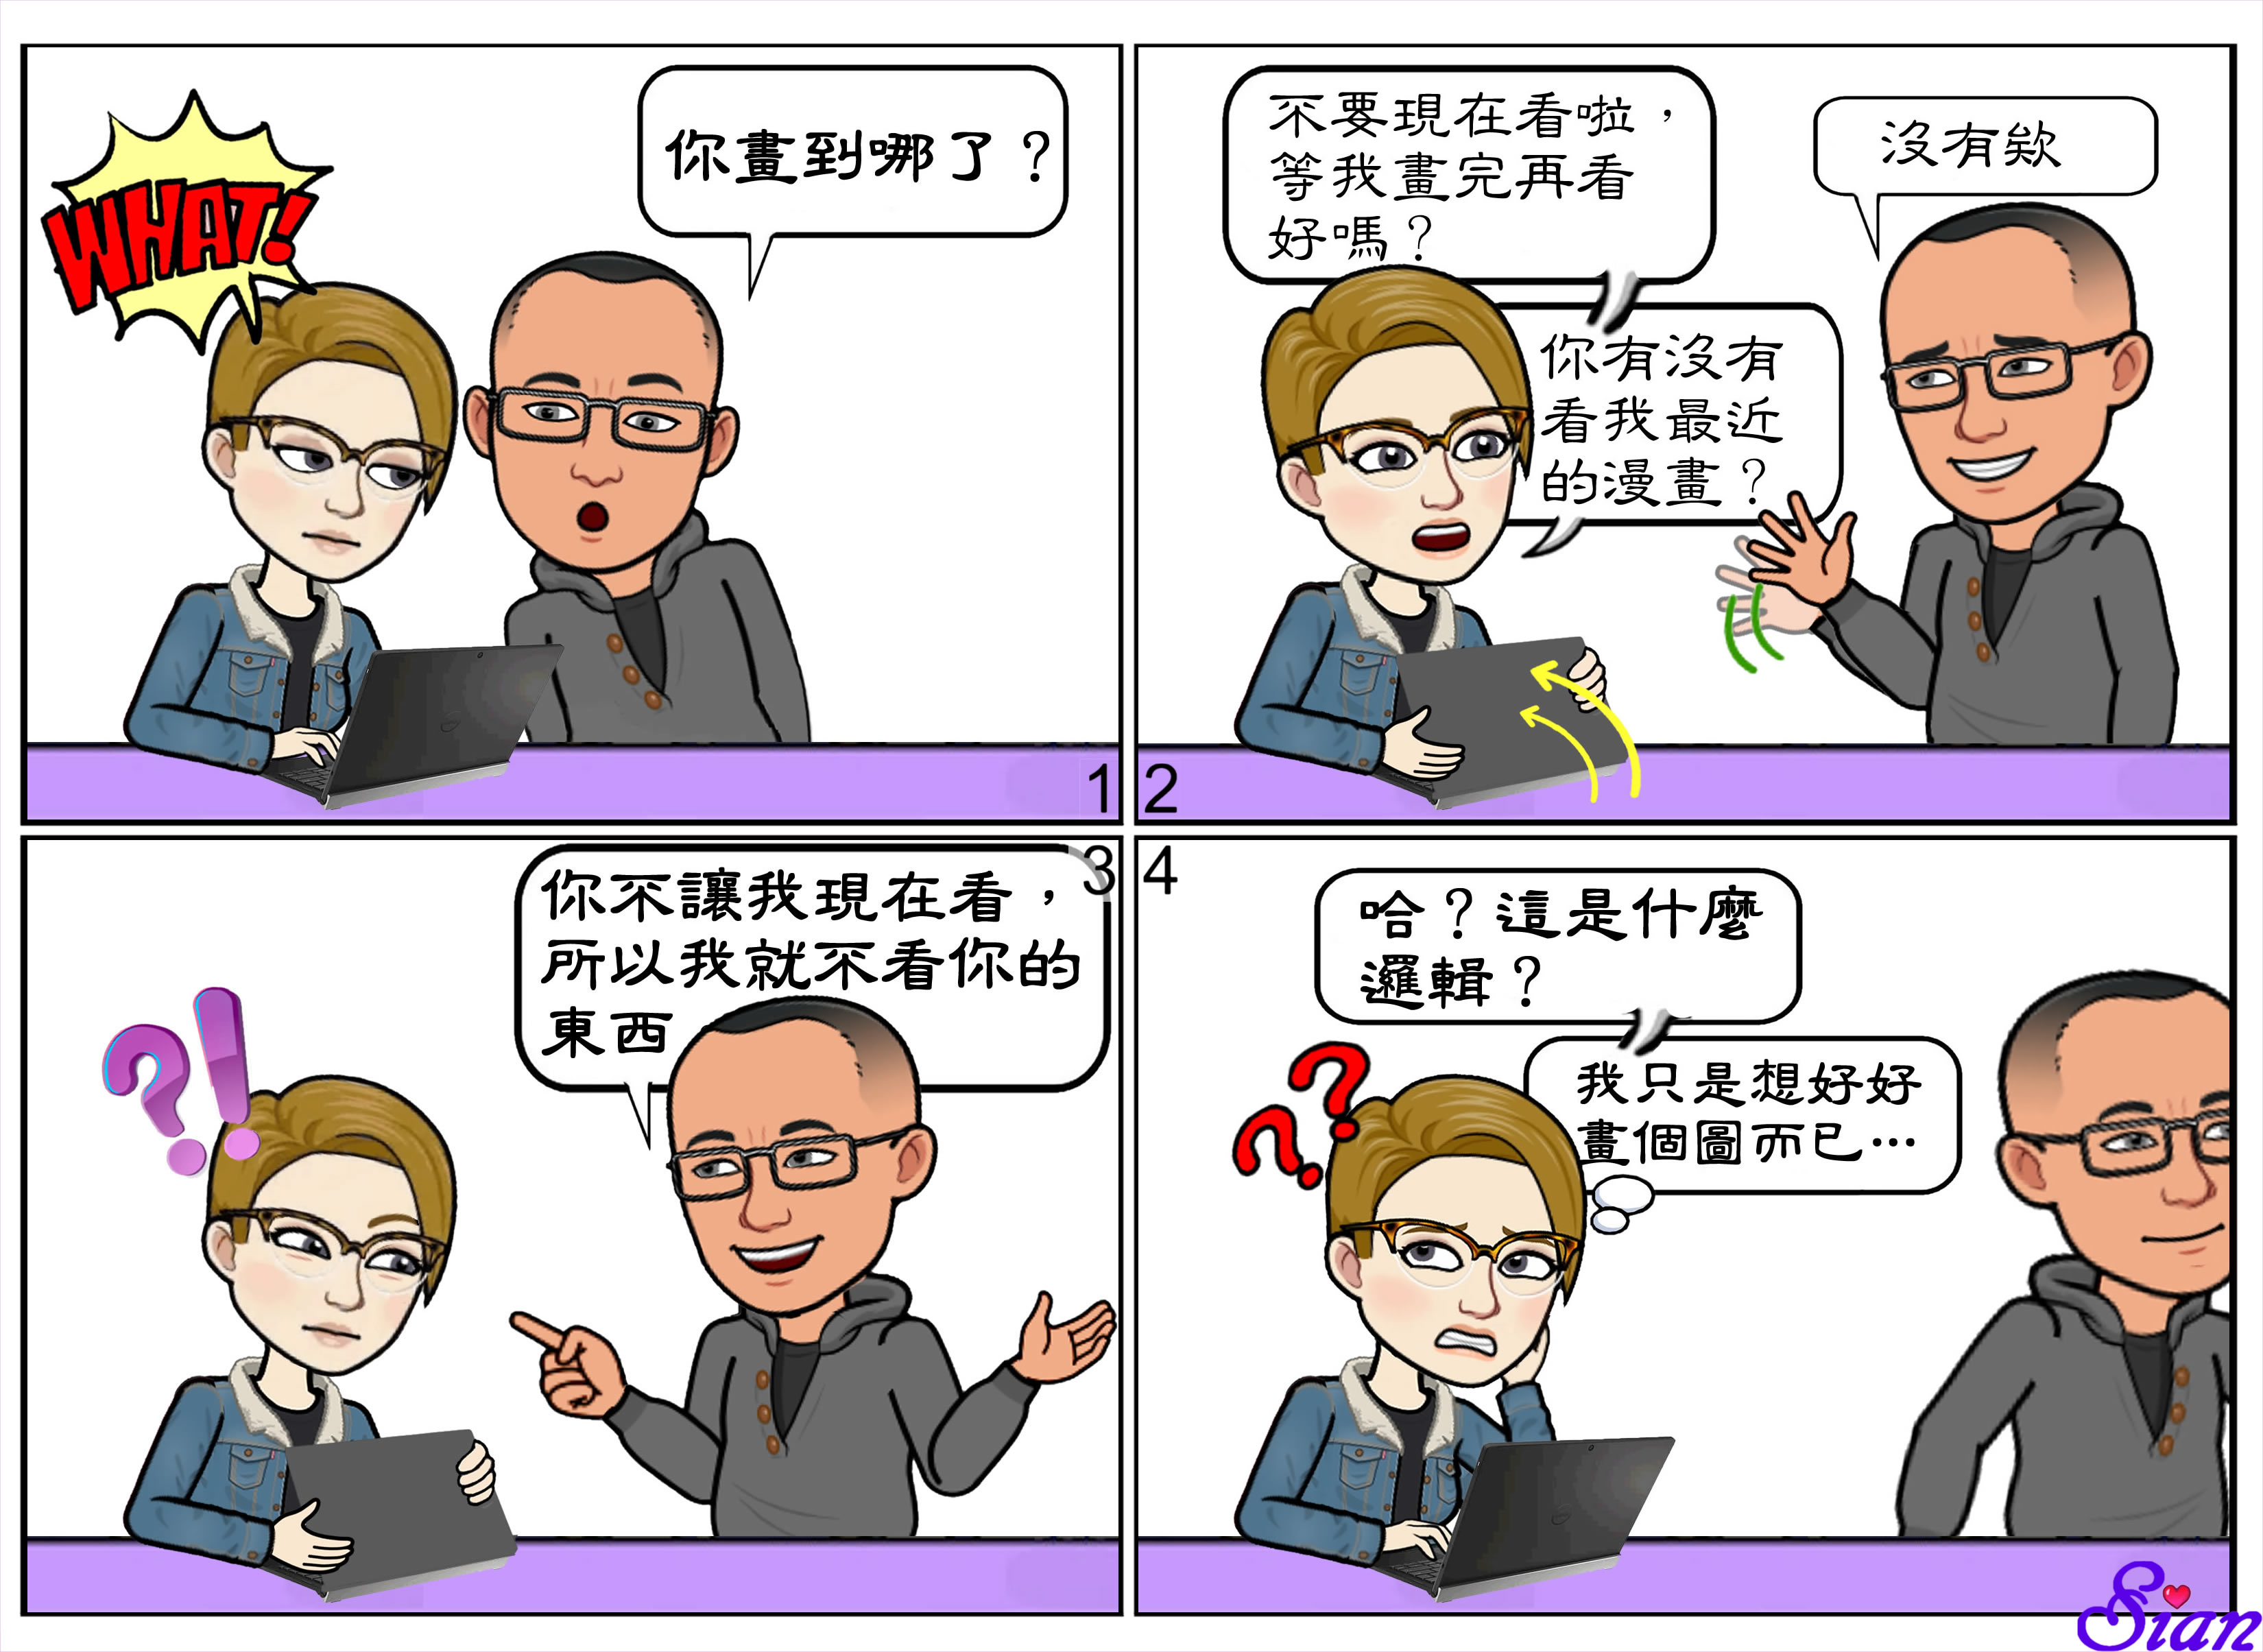 WHAT!
你畫到哪了？
1
不要現在看啦，
等我畫完再看
好嗎？
沒有欸
你有沒有
看我最近
的漫畫？
2
你不讓我現在看，
所以我就不看你的
東西
3
?!
4
哈？這是什麼
邏輯？
我只是想好好
畫個圖而已…
??
Sian